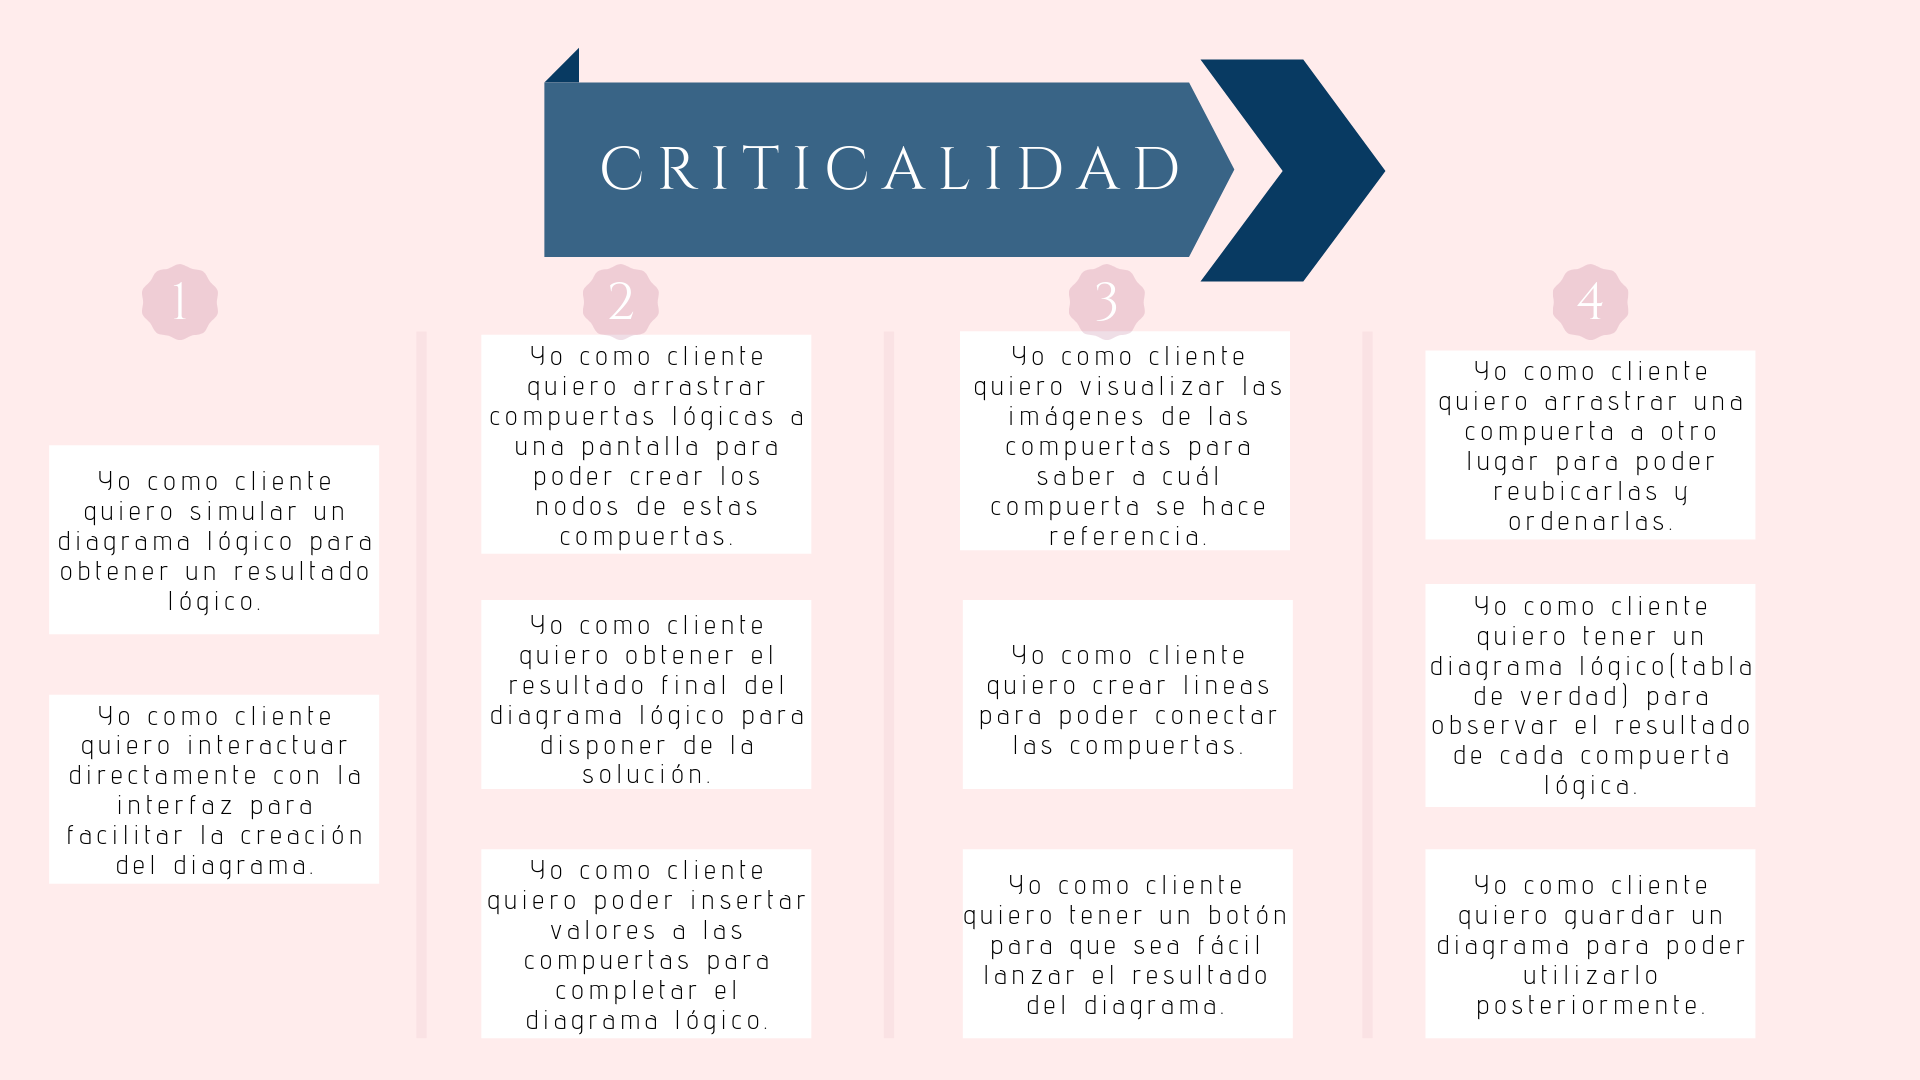 CRITICALIDAD
1
Yo como cliente
quiero simular un
diagrama lógico para
obtener un resultado
lógico.
Yo como cliente
quiero interactuar
directamente con la
interfaz para
facilitar la creación
del diagrama.
2
Yo como cliente
quiero arrastrar
compuertas lógicas a
una pantalla para
poder crear los
nodos de estas
compuertas.
Yo como cliente
quiero obtener el
resultado final del
diagrama lógico para
disponer de la
solución.
Yo como cliente
quiero poder insertar
valores a las
compuertas para
completar el
diagrama lógico.
3
Yo como cliente
quiero visualizar las
imágenes de las
compuertas para
saber a cuál
compuerta se hace
referencia.
Yo como cliente
quiero crear lineas
para poder conectar
las compuertas.
Yo como cliente
quiero tener un botón
para que sea fácil
lanzar el resultado
del diagrama.
4
Yo como cliente
quiero arrastrar una
compuerta a otro
lugar para poder
reubicarlas y
ordenarlas.
Yo como cliente
quiero tener un
diagrama lógico(tabla
de verdad) para
observar el resultado
de cada compuerta
lógica.
Yo como cliente
quiero guardar un
diagrama para poder
utilizarlo
posteriormente.